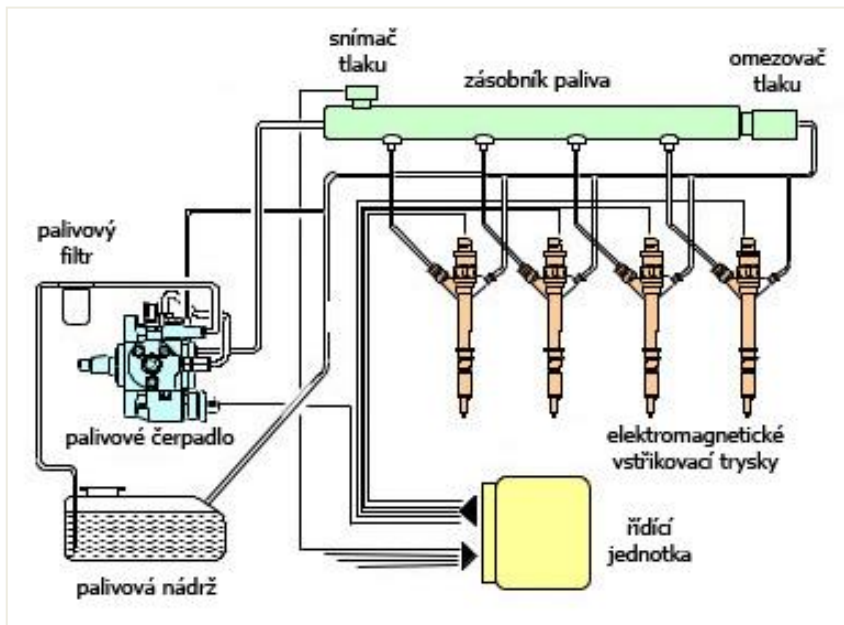 snímač
tlaku
zásobník paliva
omezovač
tlaku
palivový
filtr
palivové čerpadlo
elektromagnetické
vstřikovací trysky
řídící
jednotka
palivová nádrž